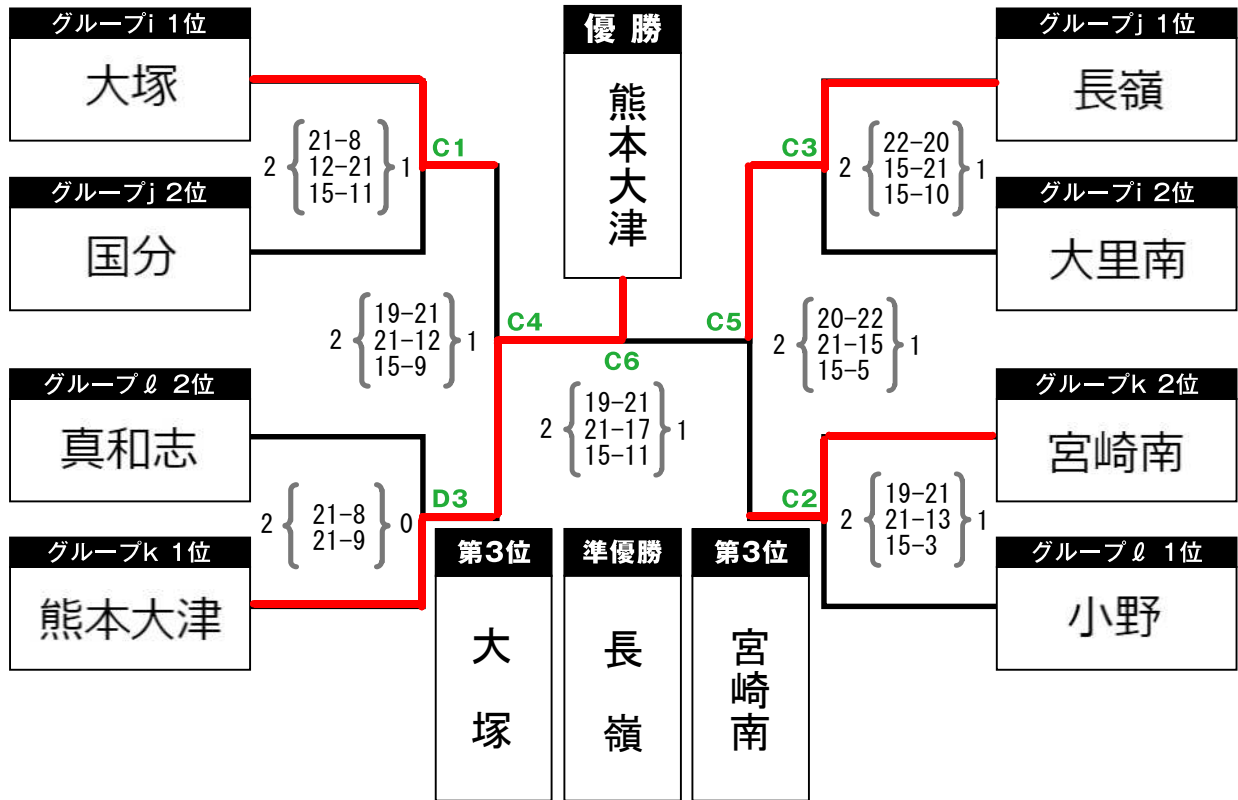 グループi 1位
大塚
グループj 2位
国分
グループℓ 2位
真和志
グループk 1位
熊本大津
2 21-8 1
12-21
15-11
C1
2 19-21 1
21-12
15-9
C4
2 21-8 0
21-9
D3
優 勝
熊本大津
C6
2 19-21 1
21-17
15-11
第3位
大塚
準優勝
長嶺
第3位
宮崎南
C3
2 22-20 1
15-21
15-10
C5
2 20-22 1
21-15
15-5
C2
2 19-21 1
21-13
15-3
グループj 1位
長嶺
グループi 2位
大里南
グループk 2位
宮崎南
グループℓ 1位
小野